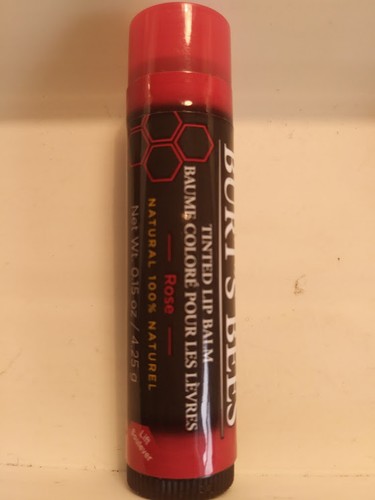 BURT'S BEES
TINTED LIP BALM
BAUME COLORÉ POUR LES LÈVRES
Rose
NATURAL 100% NATUREL
Net Wt. 0.15 oz / 4.25 g
Lift